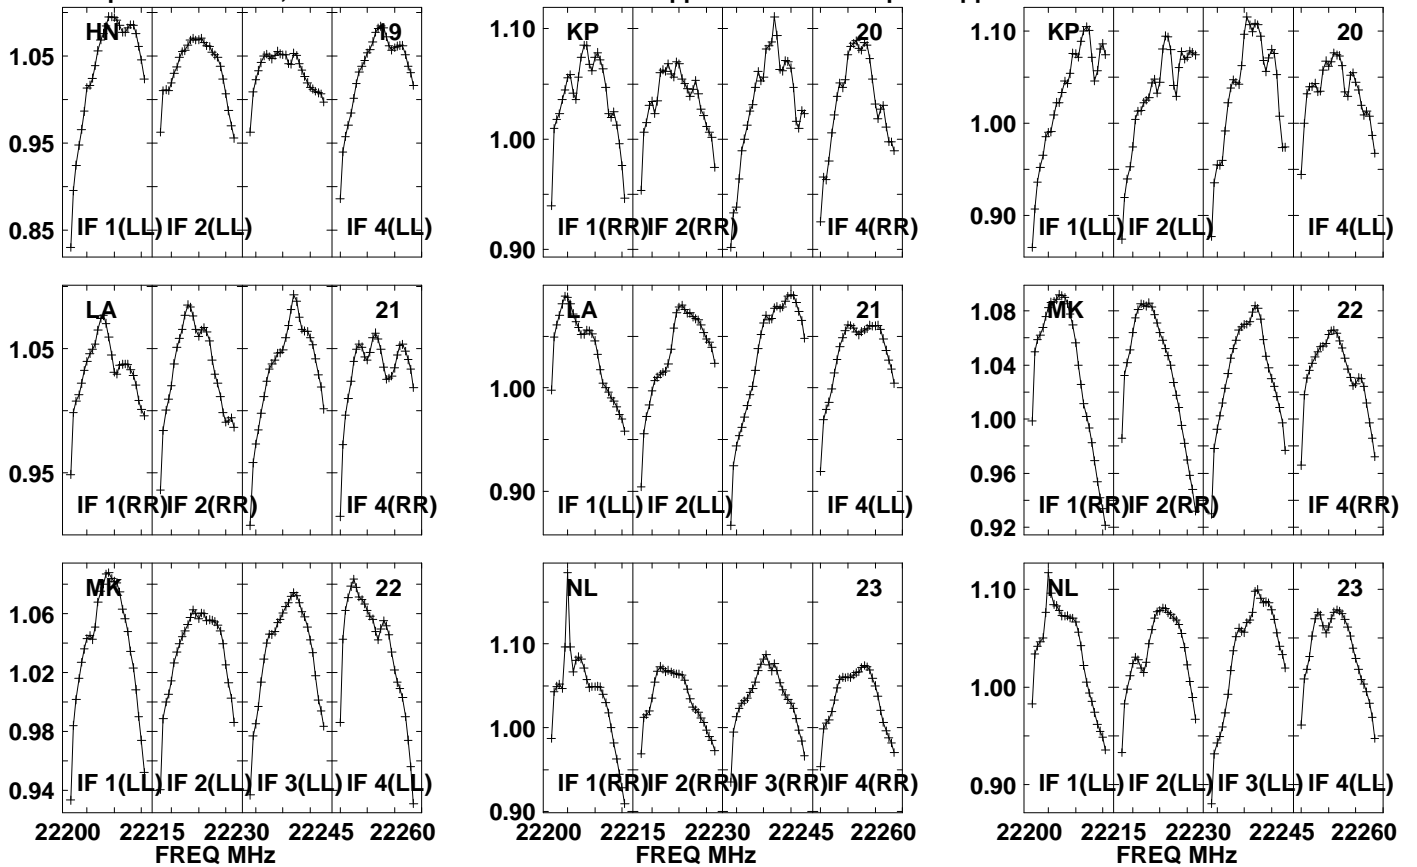 HN 19
1.05
0.95
0.85
IF 1(LL) IF 2(LL) IF 4(LL)
KP 20
1.10
1.00
0.90
IF 1(RR) IF 2(RR) IF 4(RR)
KP 20
1.10
1.00
0.90
IF 1(LL) IF 2(LL) IF 4(LL)
LA 21
1.05
0.95
IF 1(RR) IF 2(RR) IF 4(RR)
LA 21
1.00
0.90
IF 1(LL) IF 2(LL) IF 4(LL)
MK 22
1.08
1.04
1.00
0.96
0.92
IF 1(RR) IF 2(RR) IF 4(RR)
MK 22
1.06
1.02
0.98
0.94
IF 1(LL) IF 2(LL) IF 3(LL) IF 4(LL)
22200 22215 22230 22245 22260
FREQ MHz
NL 23
1.10
1.00
0.90
IF 1(RR) IF 2(RR) IF 3(RR) IF 4(RR)
22200 22215 22230 22245 22260
FREQ MHz
NL 23
1.10
1.00
0.90
IF 1(LL) IF 2(LL) IF 3(LL) IF 4(LL)
22200 22215 22230 22245 22260
FREQ MHz